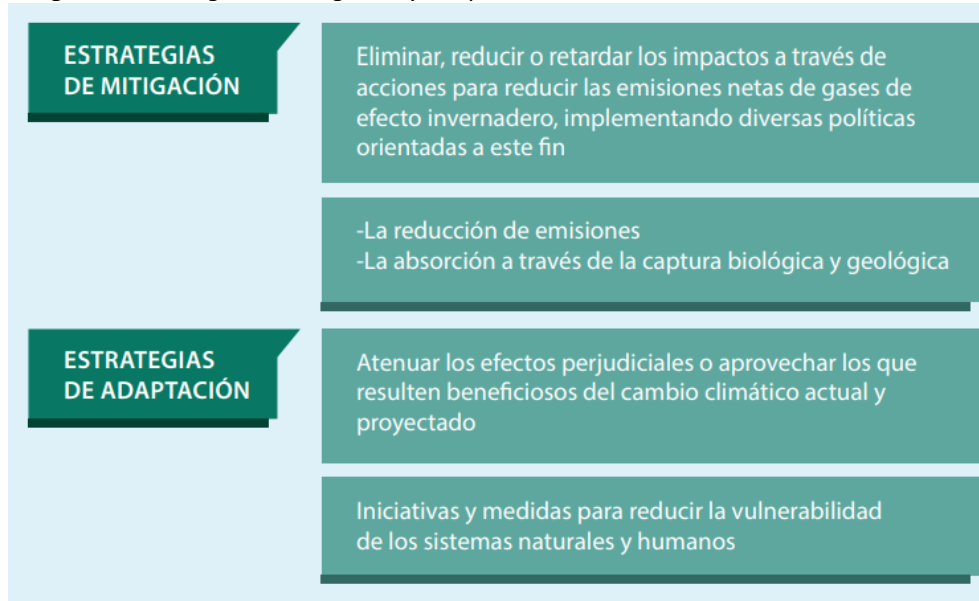 ESTRATEGIAS
DE MITIGACIÓN
Eliminar, reducir o retardar los impactos a través de
acciones para reducir las emisiones netas de gases de
efecto invernadero, implementando diversas políticas
orientadas a este fin
-La reducción de emisiones
-La absorción a través de la captura biológica y geológica
ESTRATEGIAS
DE ADAPTACIÓN
Atenuar los efectos perjudiciales o aprovechar los que
resulten beneficiosos del cambio climático actual y
proyectado
Iniciativas y medidas para reducir la vulnerabilidad
de los sistemas naturales y humanos